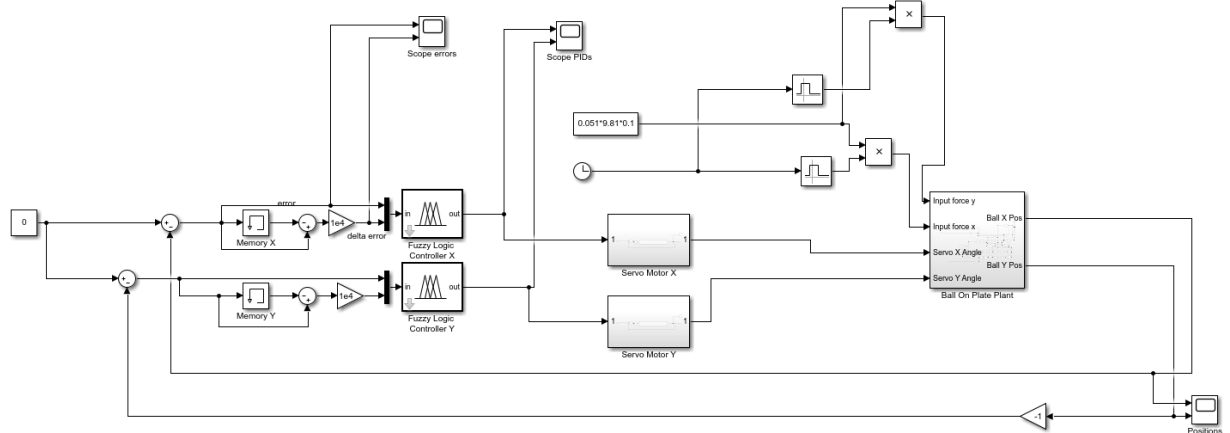 Scope errors
Scope PIDs
×
0.051*9.81*0.1
×
error
0
+
−
Memory X
−
+
1e4
delta error
in
out
Fuzzy Logic
Controller X
1
1
Servo Motor X
Input force y
Input force x
Servo X Angle
Servo Y Angle
Ball X Pos
Ball Y Pos
Ball On Plate Plant
+
−
Memory Y
−
+
1e4
in
out
Fuzzy Logic
Controller Y
1
1
Servo Motor Y
-1
Positions